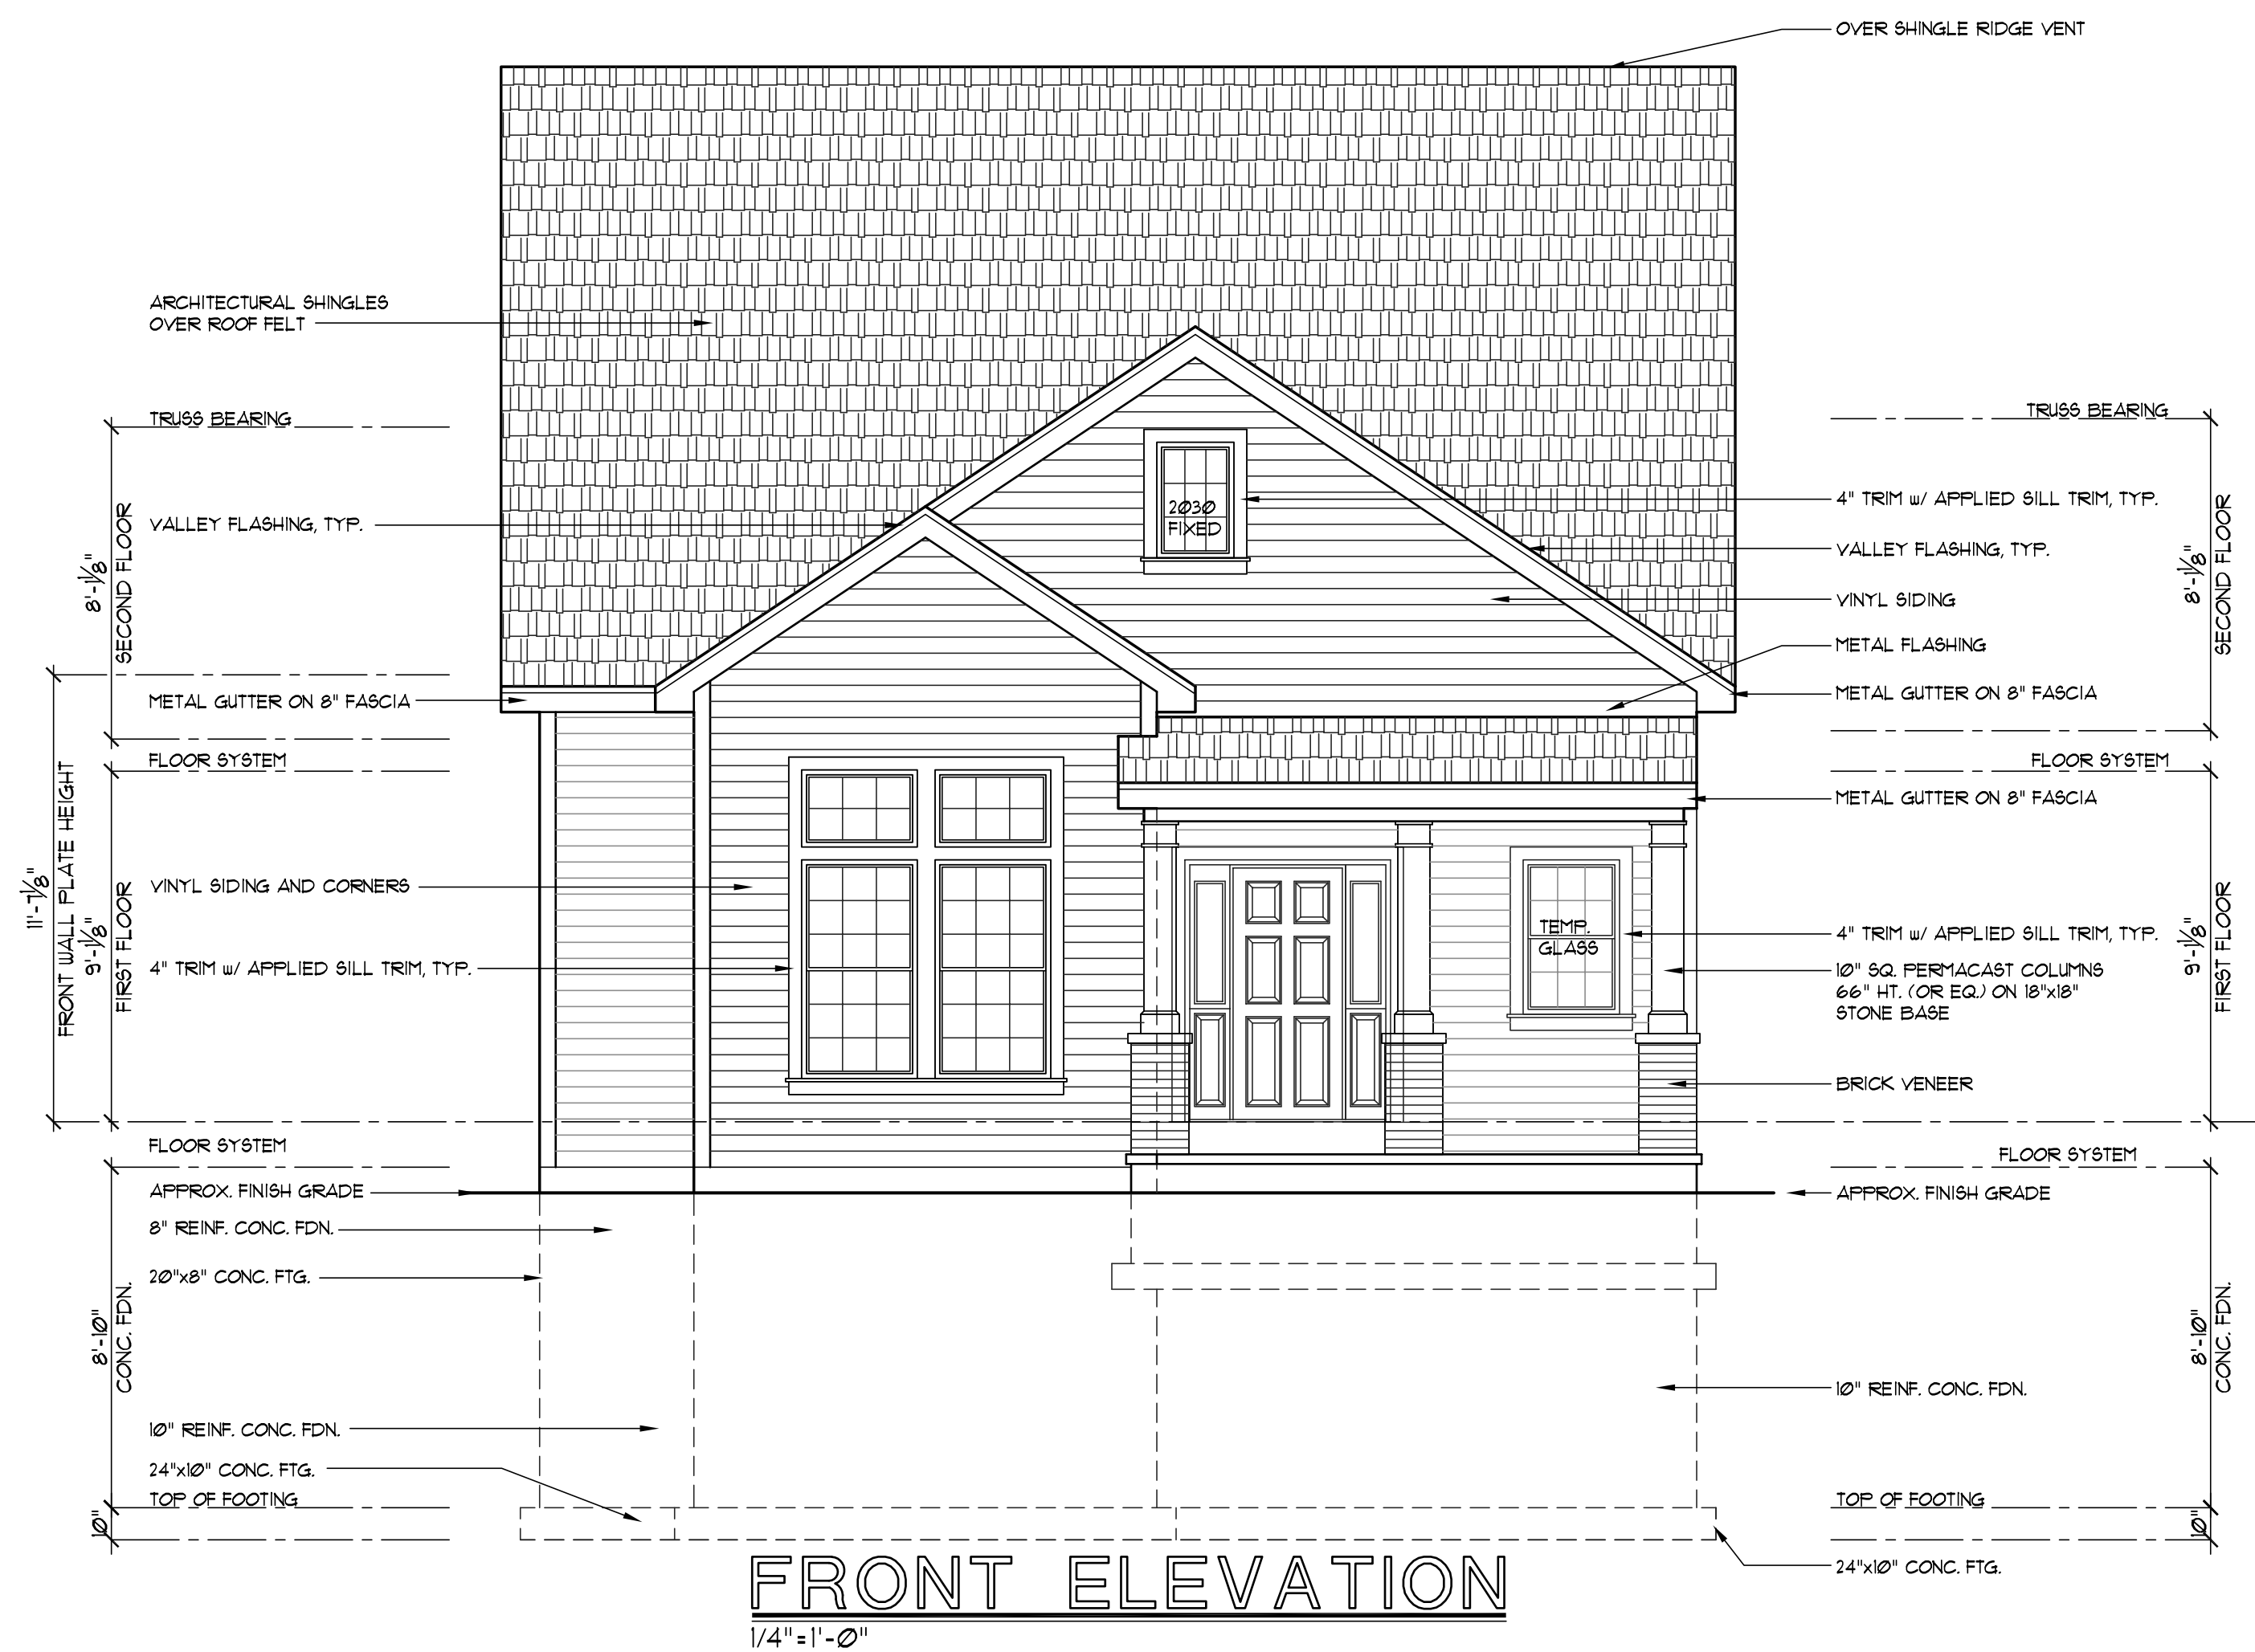 OVER SHINGLE RIDGE VENT
ARCHITECTURAL SHINGLES
OVER ROOF FELT
TRUSS BEARING
TRUSS BEARING
2030
FIXED
4" TRIM w/ APPLIED SILL TRIM, TYP.
VALLEY FLASHING, TYP.
VALLEY FLASHING, TYP.
8'-1⅛"
SECOND FLOOR
8'-1⅛"
SECOND FLOOR
VINYL SIDING
METAL FLASHING
METAL GUTTER ON 8" FASCIA
METAL GUTTER ON 8" FASCIA
FLOOR SYSTEM
FLOOR SYSTEM
METAL GUTTER ON 8" FASCIA
11'-7⅛"
FRONT WALL PLATE HEIGHT
9'-1⅛"
FIRST FLOOR
9'-1⅛"
FIRST FLOOR
VINYL SIDING AND CORNERS
TEMP.
GLASS
4" TRIM w/ APPLIED SILL TRIM, TYP.
4" TRIM w/ APPLIED SILL TRIM, TYP.
10" SQ. PERMACAST COLUMNS
66" HT. (OR EQ.) ON 18"x18"
STONE BASE
BRICK VENEER
FLOOR SYSTEM
FLOOR SYSTEM
APPROX. FINISH GRADE
APPROX. FINISH GRADE
8" REINF. CONC. FDN.
20"x8" CONC. FTG.
8'-10"
CONC. FDN.
8'-10"
CONC. FDN.
10" REINF. CONC. FDN.
10" REINF. CONC. FDN.
24"x10" CONC. FTG.
TOP OF FOOTING
TOP OF FOOTING
10"
10"
24"x10" CONC. FTG.
FRONT ELEVATION
1/4"=1'-0"